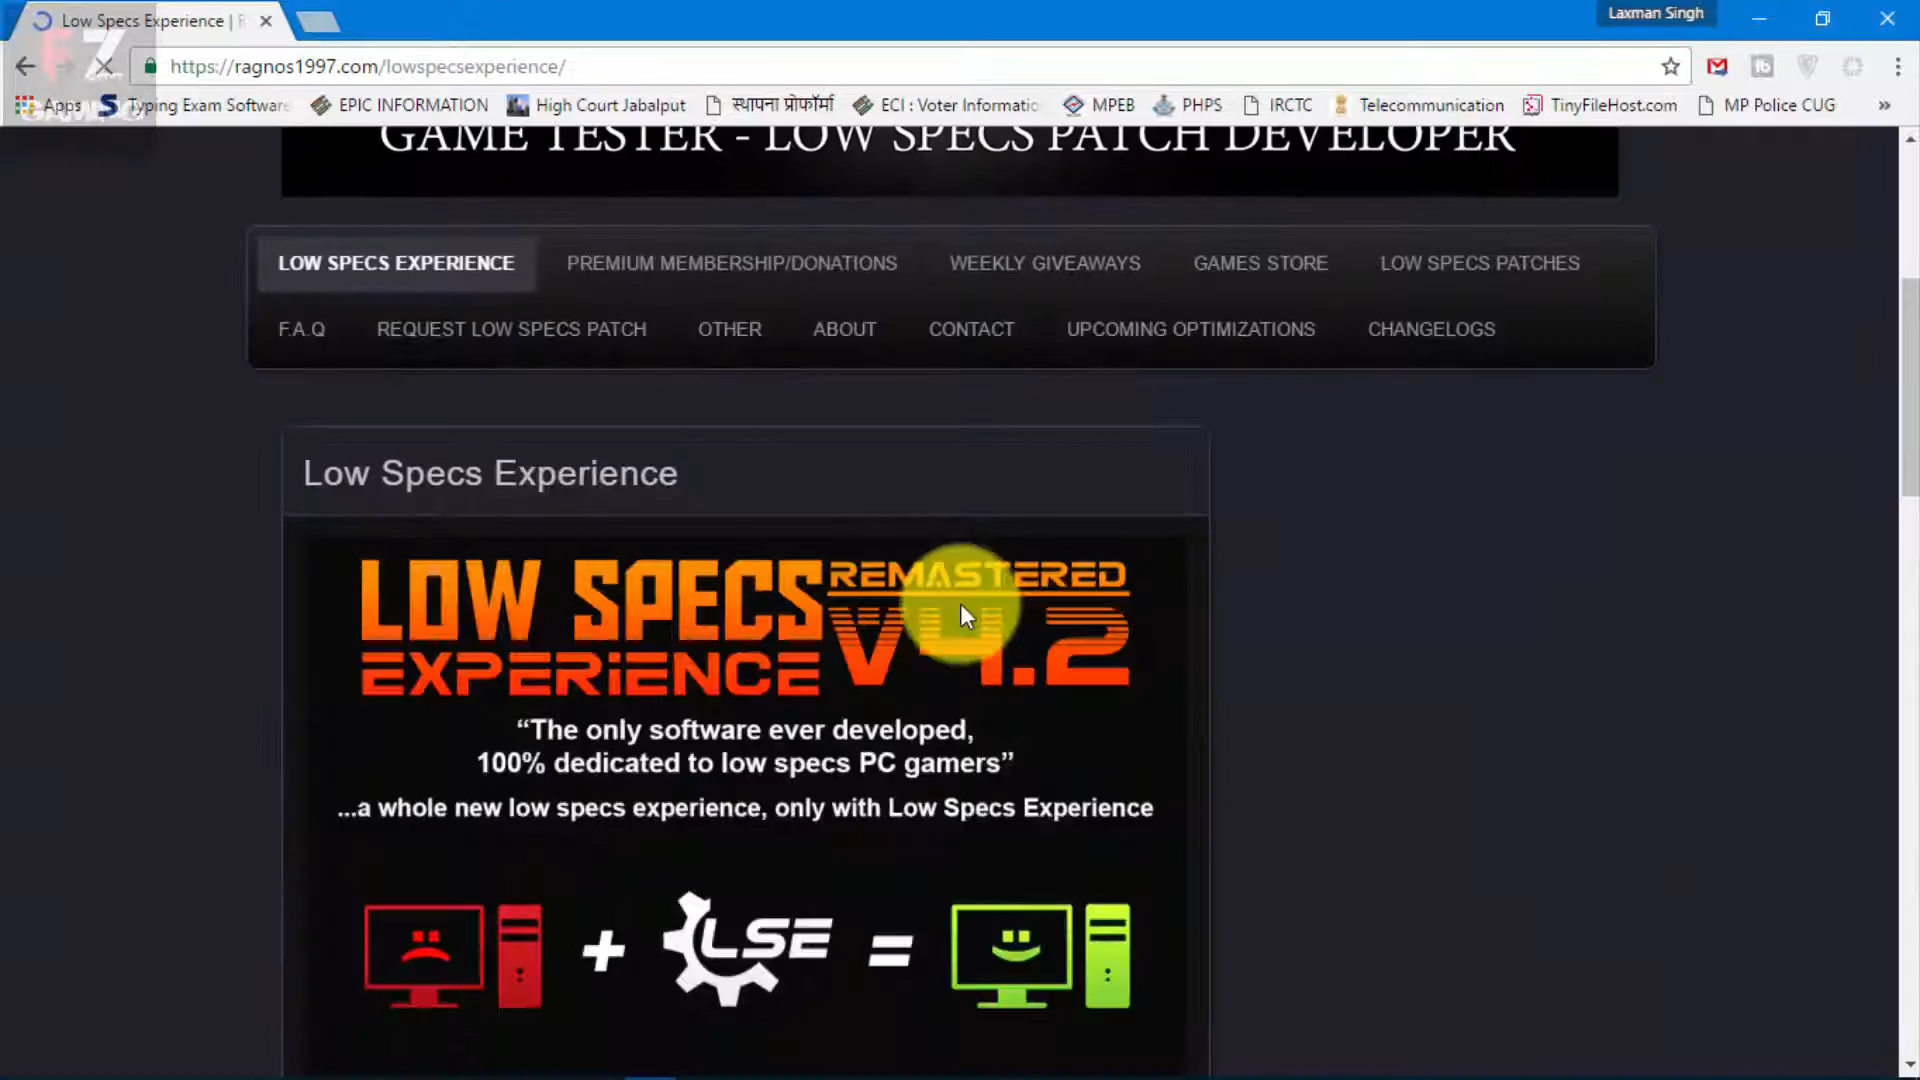 Low Specs Experience |
Laxman Singh
https://ragnos1997.com/lowspecsexperience/
Apps Typing Exam Software EPIC INFORMATION High Court Jabalput स्थापना प्रोफॉर्मा ECI : Voter Informatio MPEB PHPS IRCTC Telecommunication TinyFileHost.com MP Police CUG »
GAME TESTER - LOW SPECS PATCH DEVELOPER
LOW SPECS EXPERIENCE PREMIUM MEMBERSHIP/DONATIONS WEEKLY GIVEAWAYS GAMES STORE LOW SPECS PATCHES
F.A.Q REQUEST LOW SPECS PATCH OTHER ABOUT CONTACT UPCOMING OPTIMIZATIONS CHANGELOGS
Low Specs Experience
LOW SPECS REMASTERED
EXPERIENCE V4.2
“The only software ever developed,
100% dedicated to low specs PC gamers”
...a whole new low specs experience, only with Low Specs Experience
+ LSE =